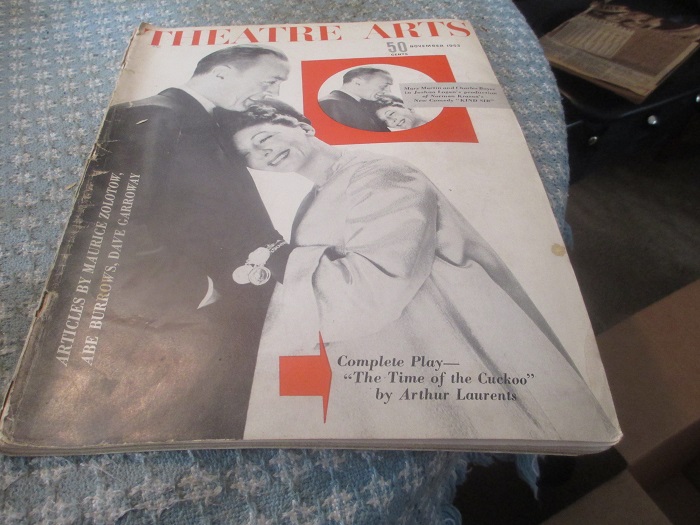 THEATRE ARTS
50 NOVEMBER 1953
CENTS
Mary Martin and Charles Boyer
in Joshua Logan's production
of Norman Krasna's
New Comedy "KIND SIR"
ARTICLES BY MAURICE ZOLOTOW,
ABE BURROWS, DAVE GARROWAY
Complete Play—
"The Time of the Cuckoo"
by Arthur Laurents